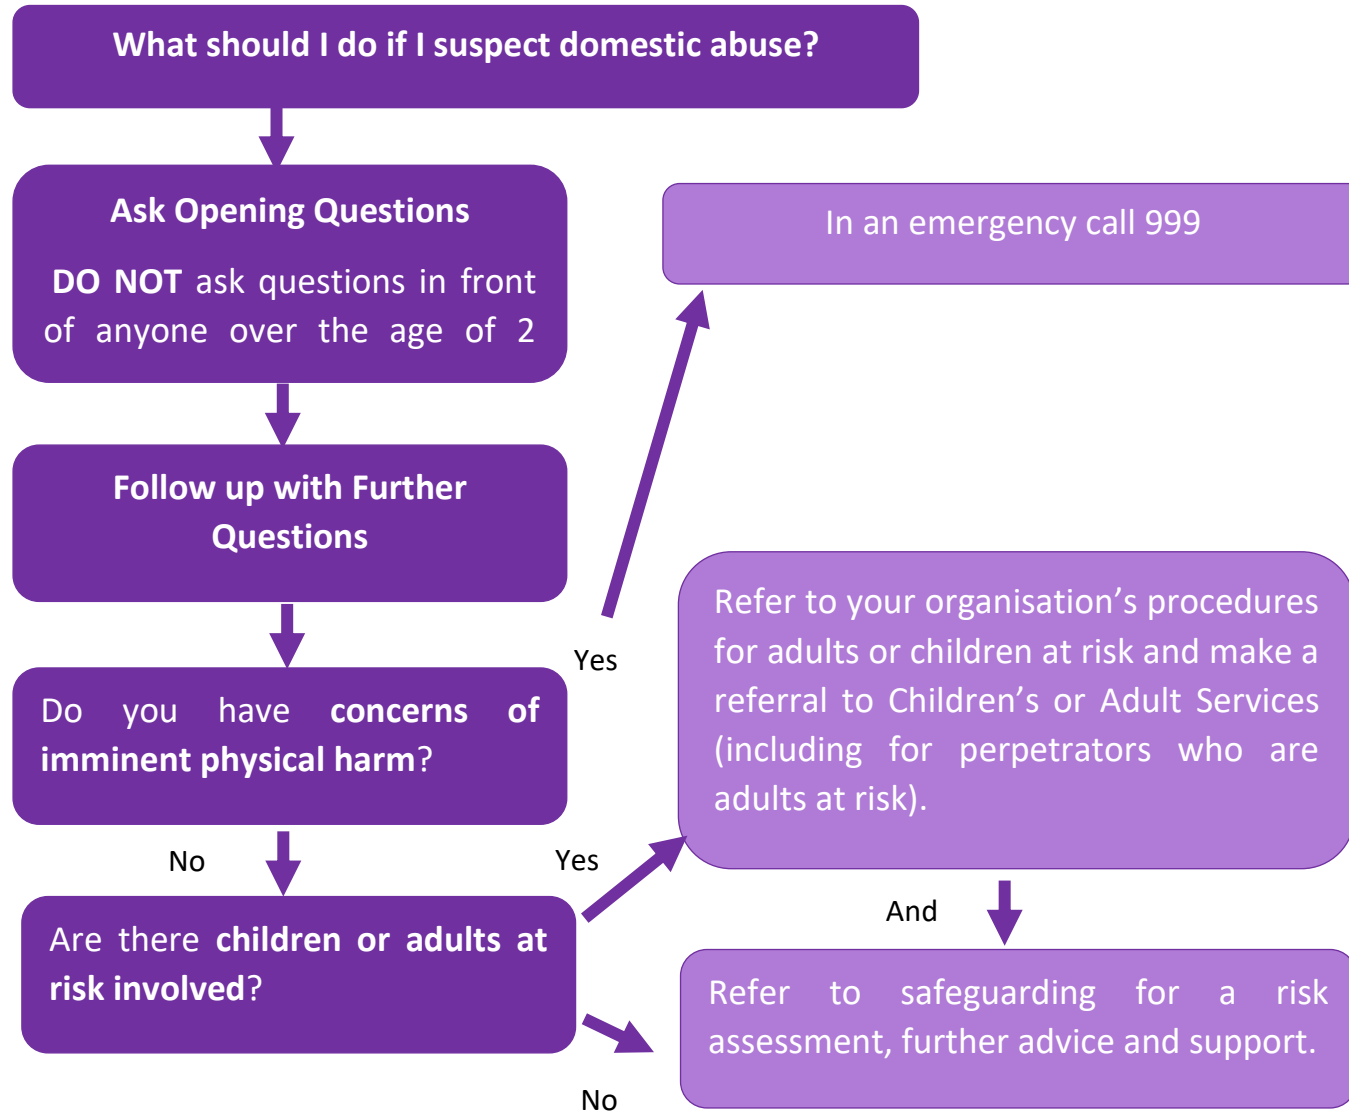 What should I do if I suspect domestic abuse?
Ask Opening Questions
DO NOT ask questions in front
of anyone over the age of 2
In an emergency call 999
Follow up with Further
Questions
Yes
Do you have concerns of
imminent physical harm?
Refer to your organisation’s procedures
for adults or children at risk and make a
referral to Children’s or Adult Services
(including for perpetrators who are
adults at risk).
No
Yes
And
Are there children or adults at
risk involved?
Refer to safeguarding for a risk
assessment, further advice and support.
No